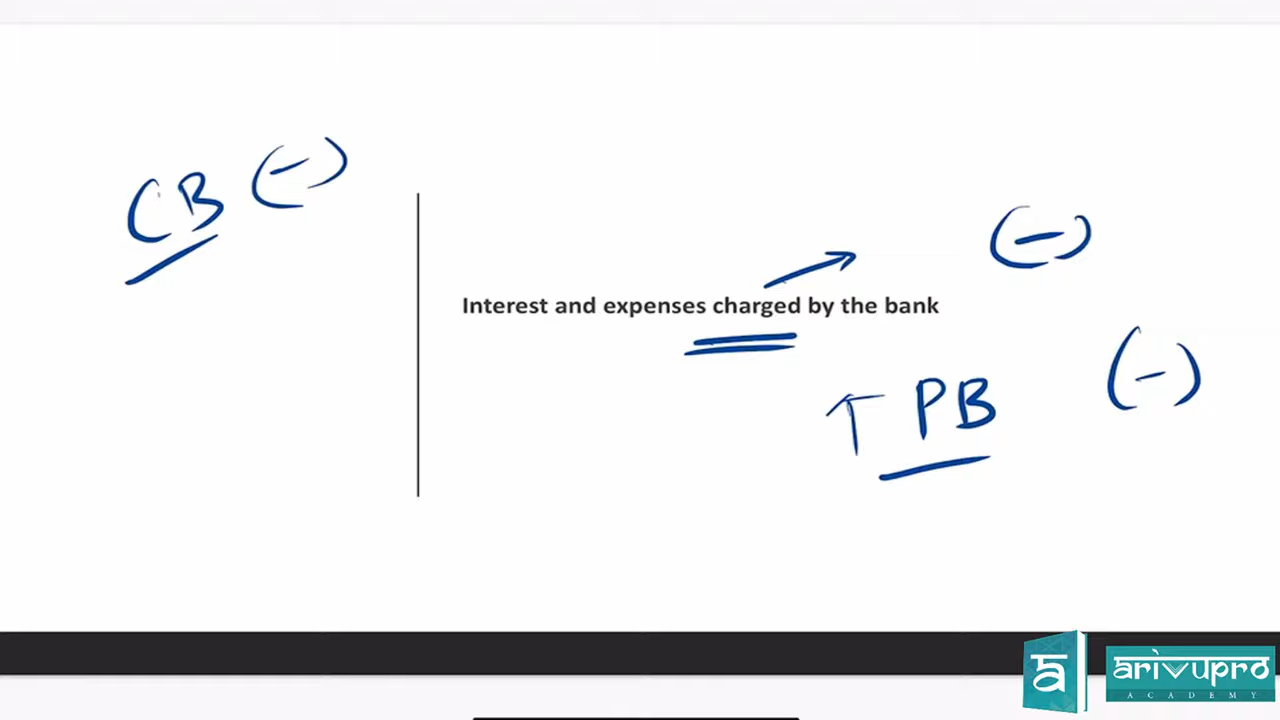 CB (-)
(-)
Interest and expenses charged by the bank
↑ PB (-)
ā arivupro
ACADEMY